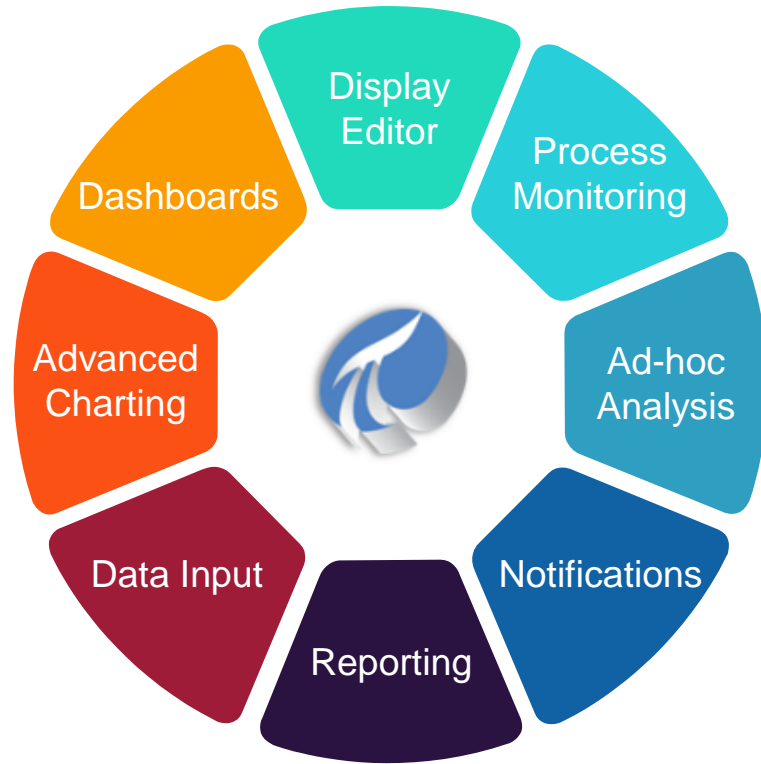 Display
Editor
Process
Monitoring
Ad-hoc
Analysis
Notifications
Reporting
Data Input
Advanced
Charting
Dashboards